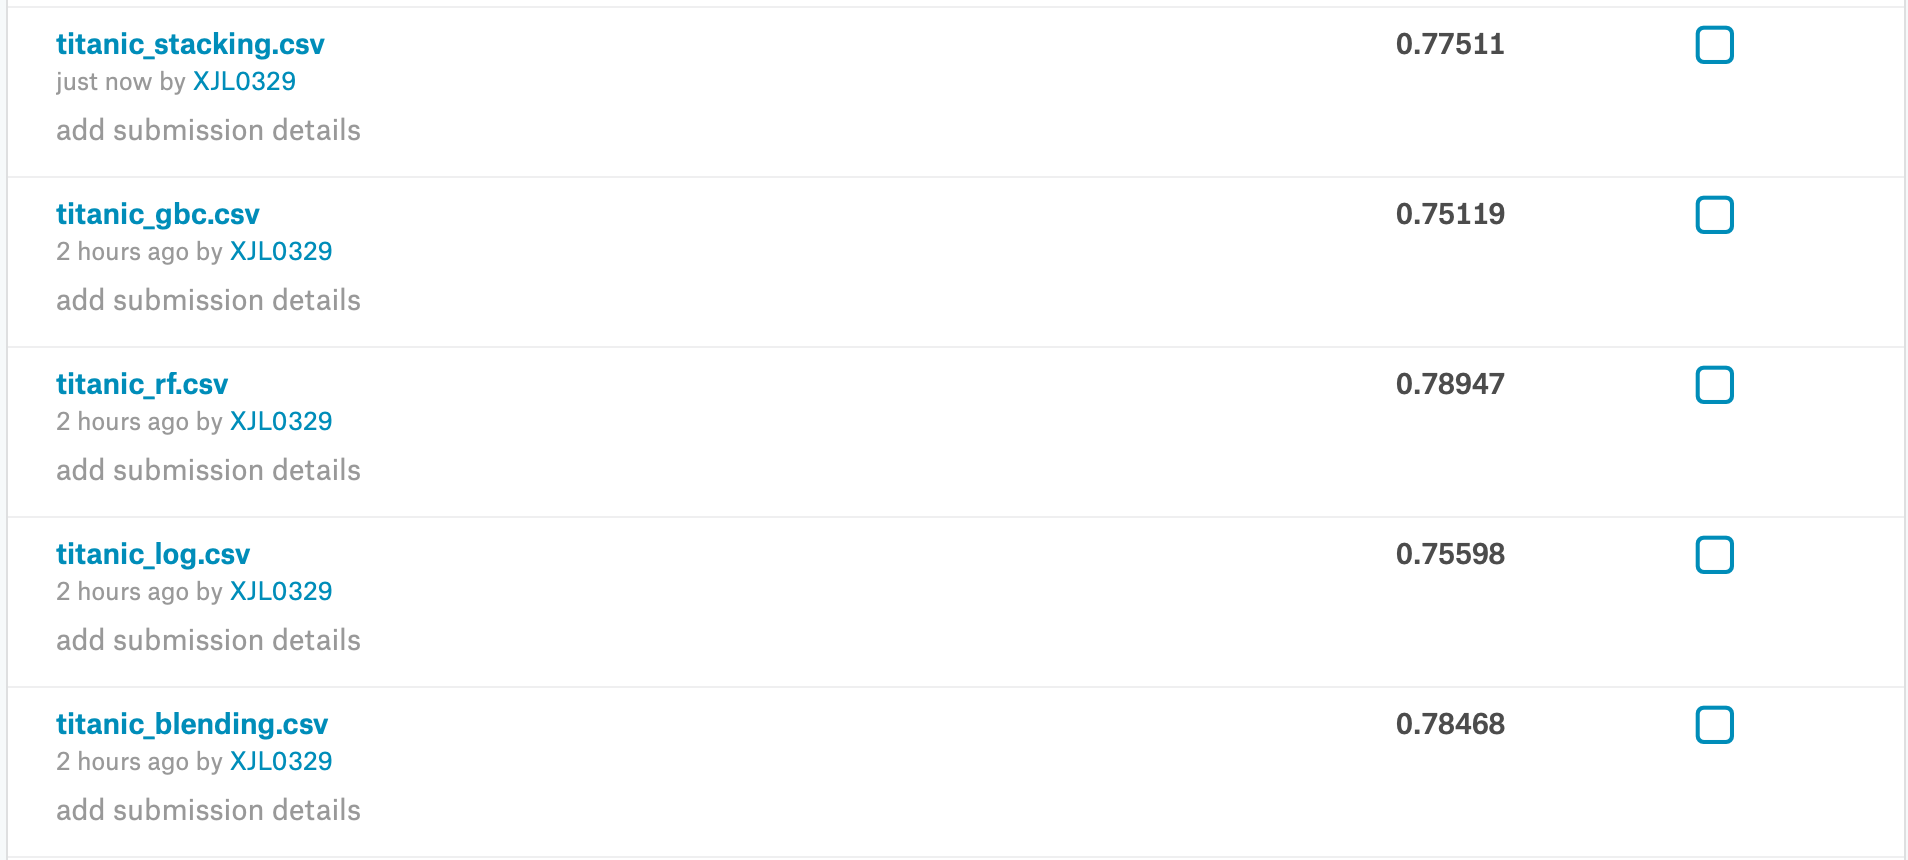 titanic_stacking.csv 0.77511
just now by XJL0329
add submission details
titanic_gbc.csv 0.75119
2 hours ago by XJL0329
add submission details
titanic_rf.csv 0.78947
2 hours ago by XJL0329
add submission details
titanic_log.csv 0.75598
2 hours ago by XJL0329
add submission details
titanic_blending.csv 0.78468
2 hours ago by XJL0329
add submission details